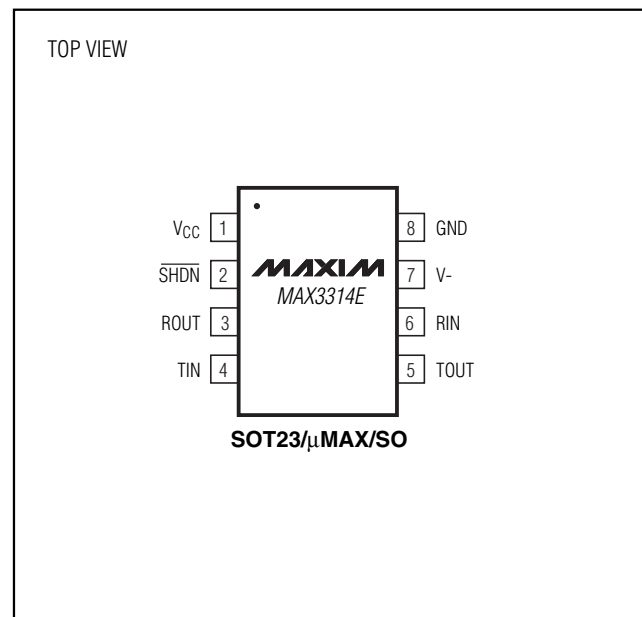 TOP VIEW
VCC 1
8 GND
S̅H̅D̅N̅ 2
MAXIM
7 V-
MAX3314E
ROUT 3
6 RIN
TIN 4
5 TOUT
SOT23/μMAX/SO